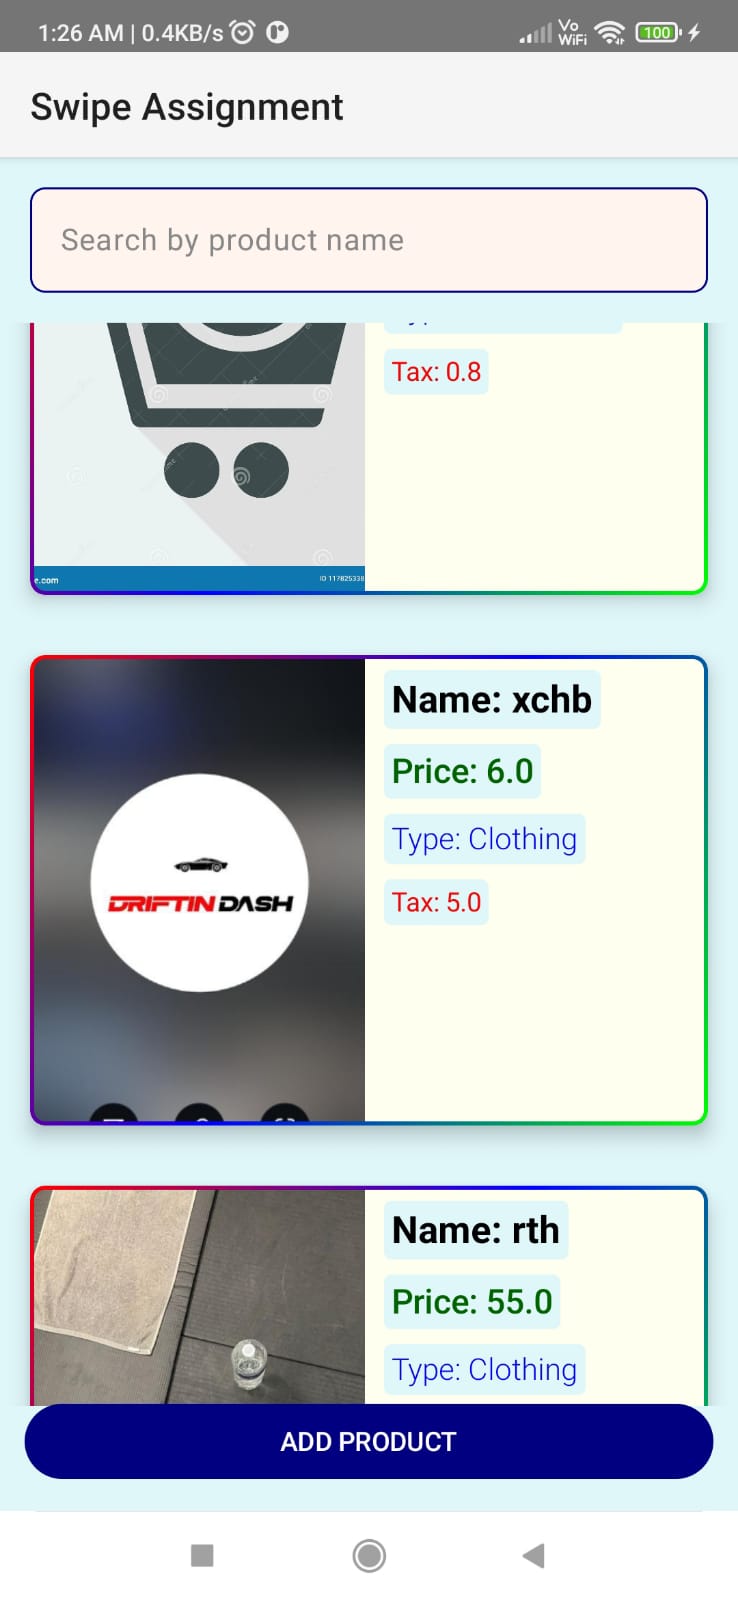 1:26 AM | 0.4KB/s
Vo
WiFi
100
Swipe Assignment
Search by product name
Tax: 0.8
e.com
ID 117825338
Name: xchb
Price: 6.0
Type: Clothing
Tax: 5.0
DRIFTIN DASH
Name: rth
Price: 55.0
Type: Clothing
ADD PRODUCT